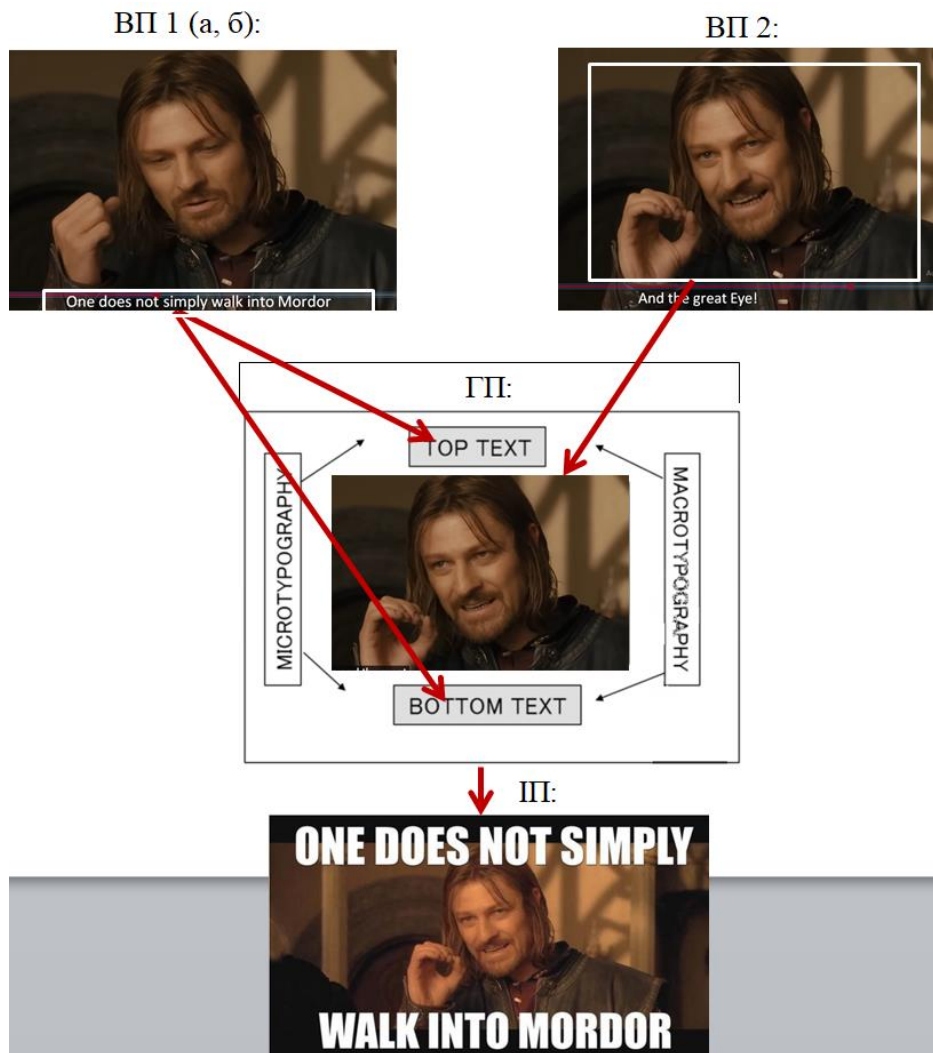 ВП 1 (а, б):
ВП 2:
One does not simply walk into Mordor
And the great Eye!
ГП:
TOP TEXT
MICROTYPOGRAPHY
MACROTYPOGRAPHY
BOTTOM TEXT
ІП:
ONE DOES NOT SIMPLY
WALK INTO MORDOR